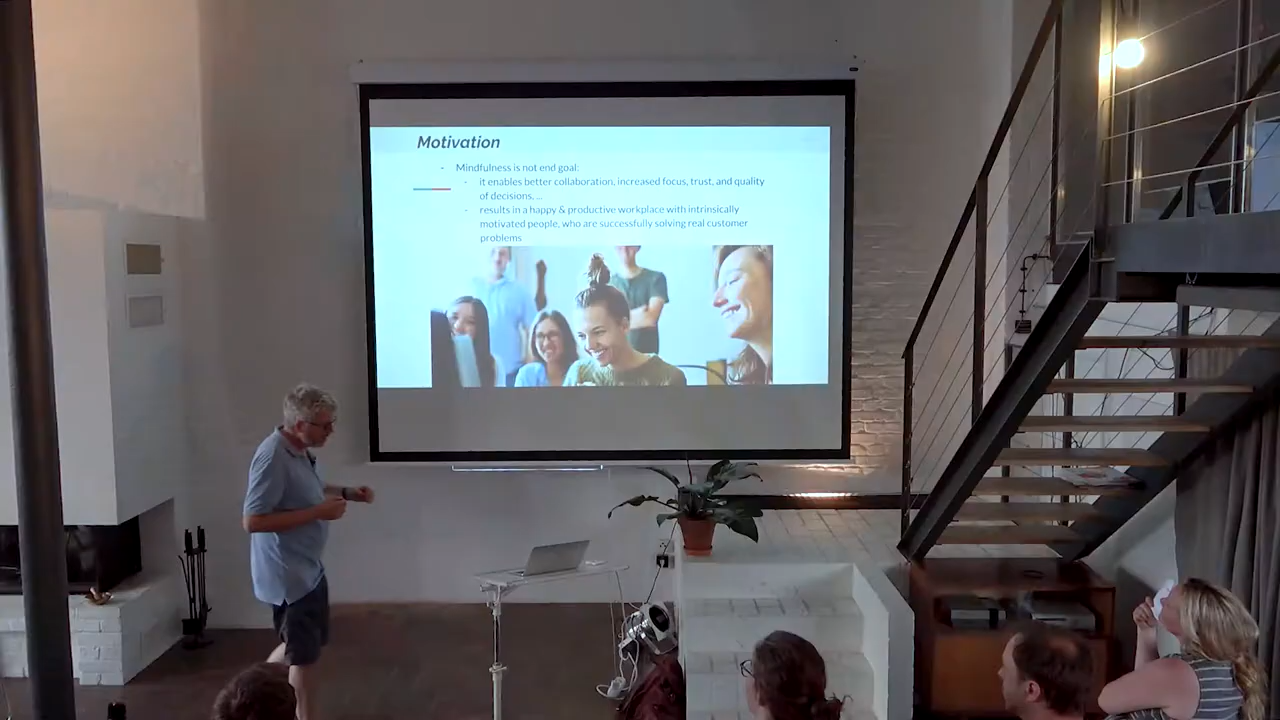 Motivation
- Mindfulness is not end goal:
- it enables better collaboration, increased focus, trust, and quality
of decisions, ...
- results in a happy & productive workplace with intrinsically
motivated people, who are successfully solving real customer
problems